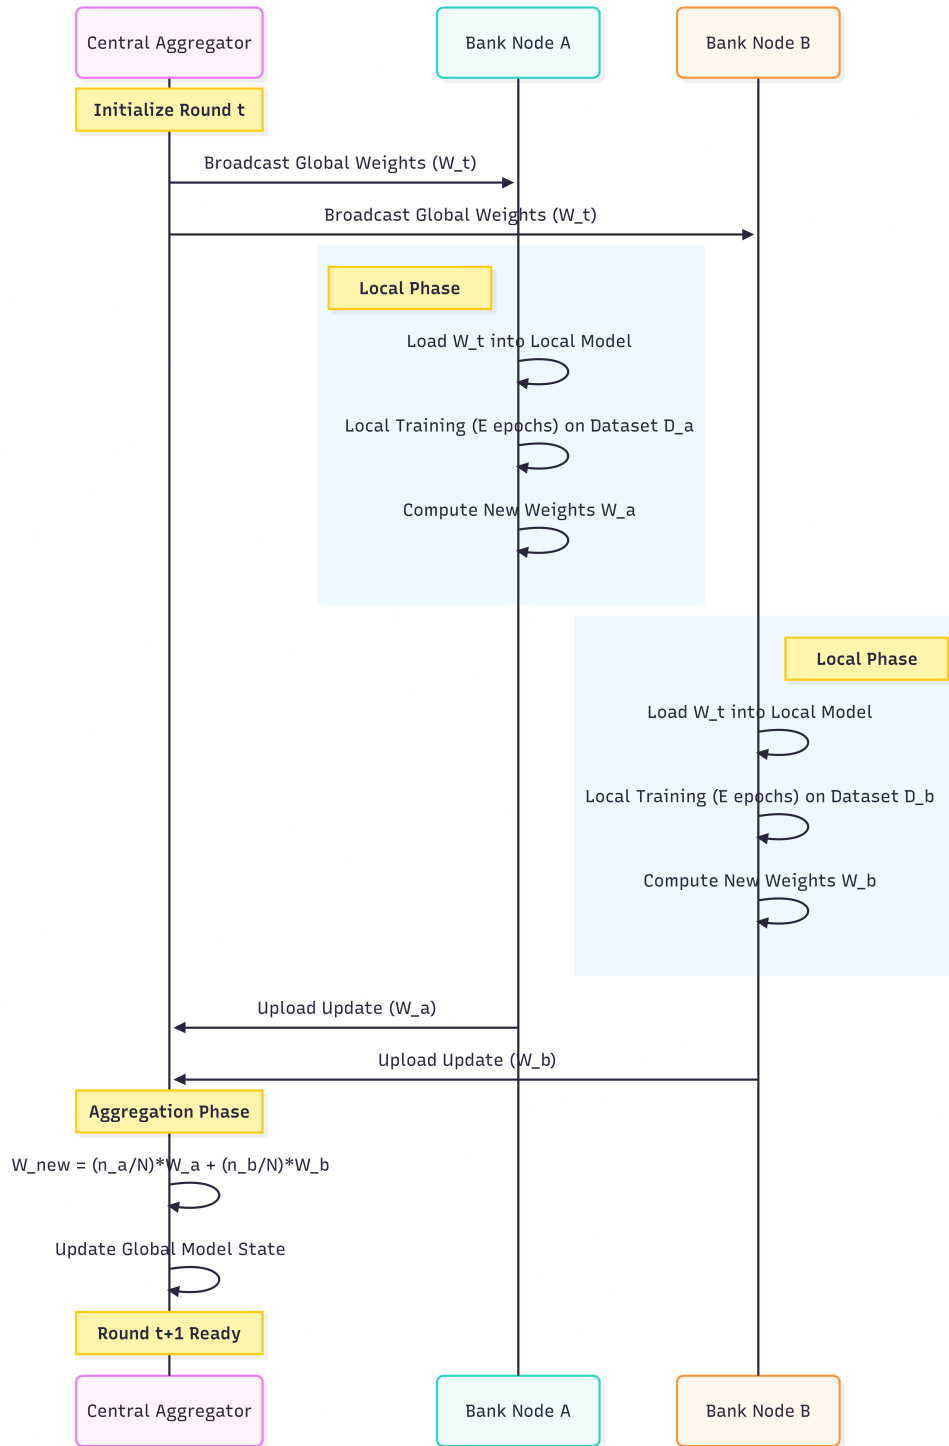 Central Aggregator
Bank Node A
Bank Node B
Initialize Round t
Broadcast Global Weights (W_t)
Broadcast Global Weights (W_t)
Local Phase
Load W_t into Local Model
Local Training (E epochs) on Dataset D_a
Compute New Weights W_a
Local Phase
Load W_t into Local Model
Local Training (E epochs) on Dataset D_b
Compute New Weights W_b
Upload Update (W_a)
Upload Update (W_b)
Aggregation Phase
W_new = (n_a/N)*W_a + (n_b/N)*W_b
Update Global Model State
Round t+1 Ready
Central Aggregator
Bank Node A
Bank Node B